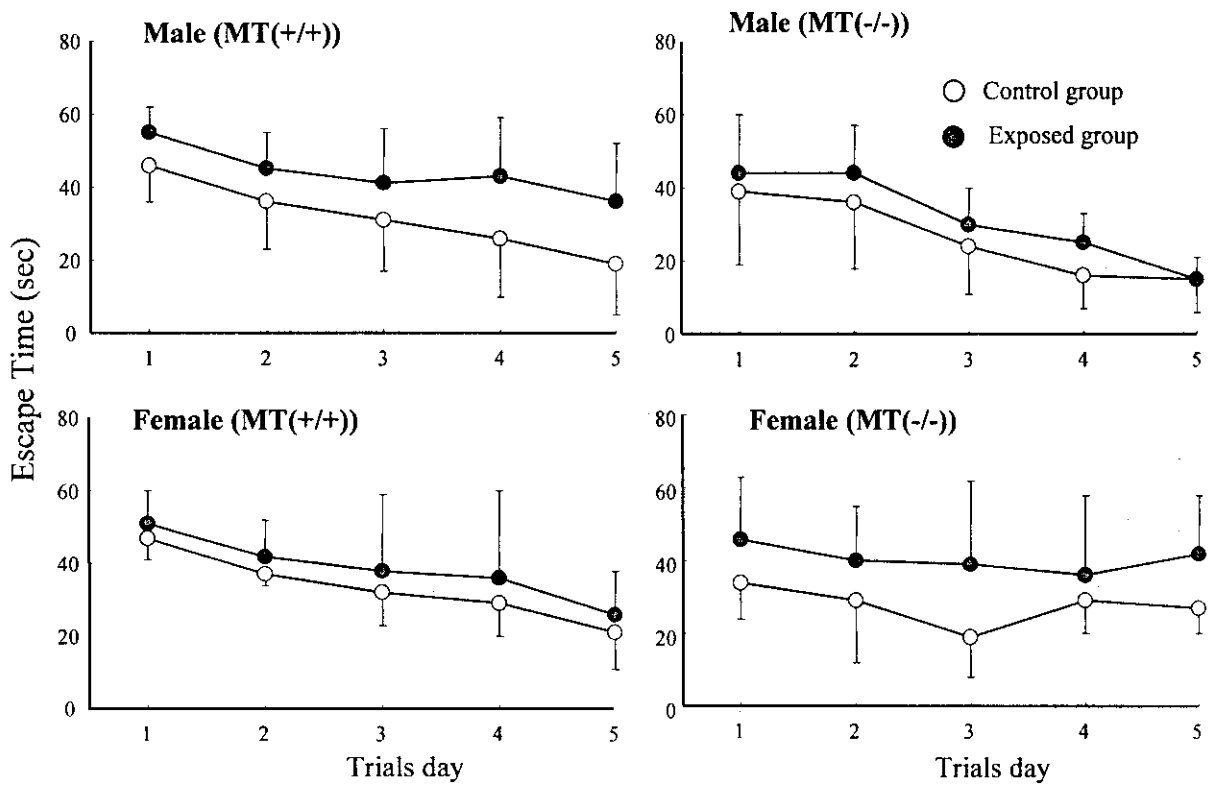 Male (MT(+/+))
80
60
40
20
0
1 2 3 4 5
Male (MT(-/-))
80
60
40
20
0
1 2 3 4 5
Control group
Exposed group
Escape Time (sec)
Female (MT(+/+))
80
60
40
20
0
1 2 3 4 5
Trials day
Female (MT(-/-))
80
60
40
20
0
1 2 3 4 5
Trials day